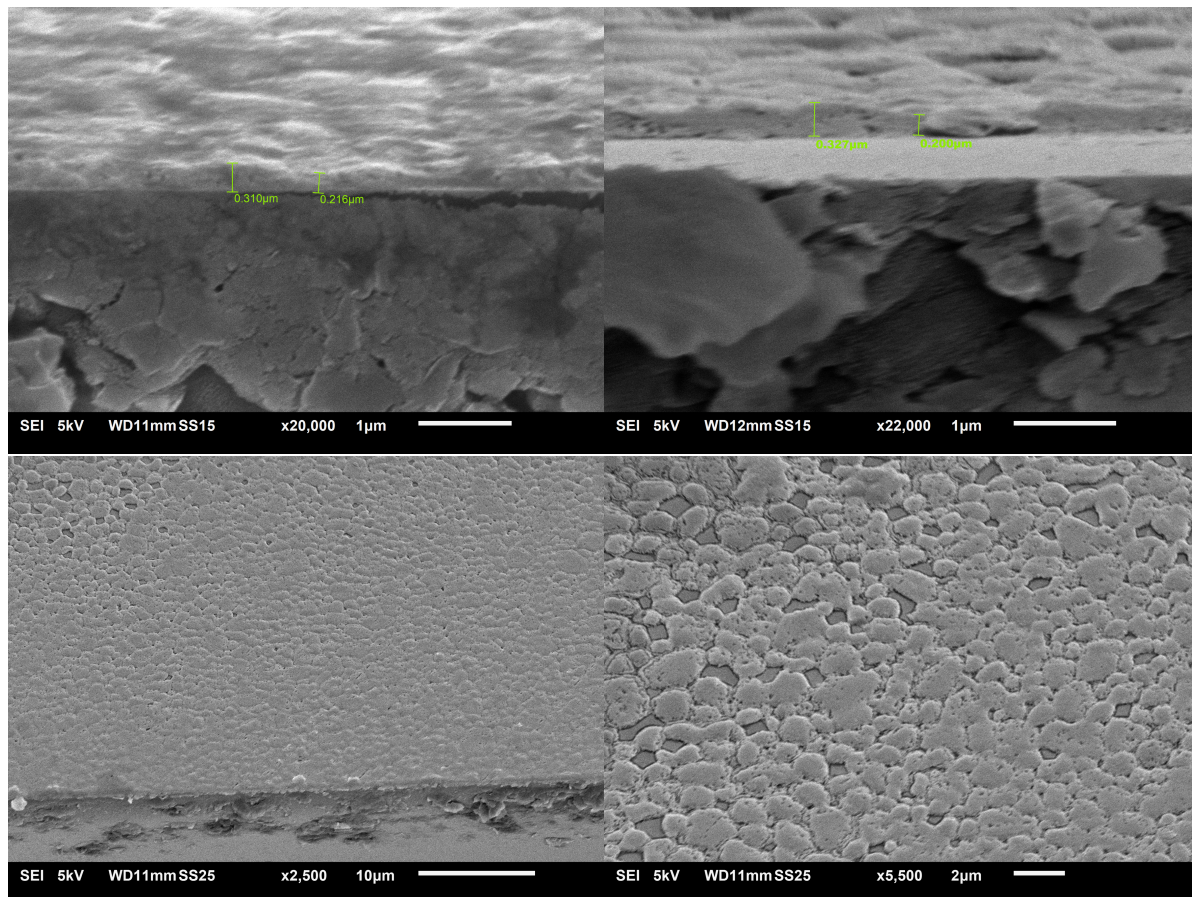 0.310µm
0.216µm
SEI 5kV WD11mm SS15 x20,000 1µm
SEI 5kV WD12mm SS15 x22,000 1µm
SEI 5kV WD11mm SS25 x2,500 10µm
SEI 5kV WD11mm SS25 x5,500 2µm